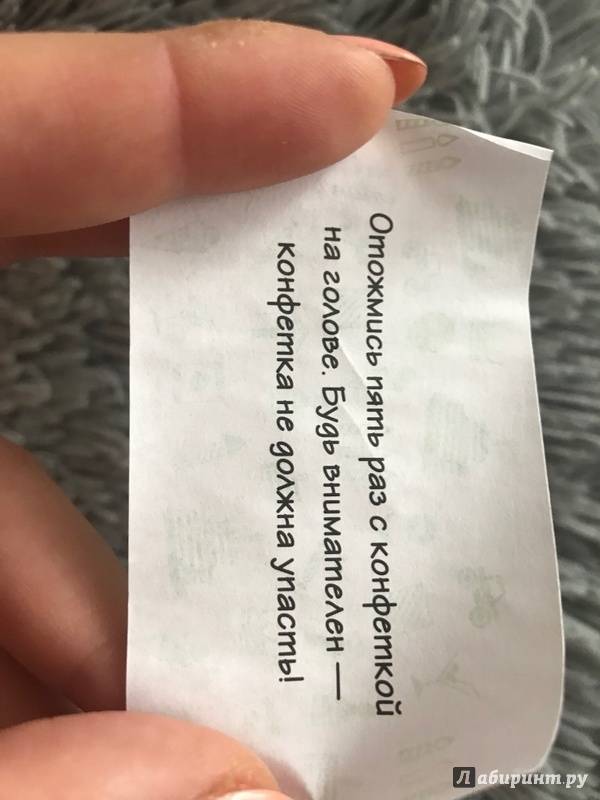 Отожмись пять раз с конфеткой
на голове. Будь внимателен —
конфетка не должна упасть!
Лабиринт.ру